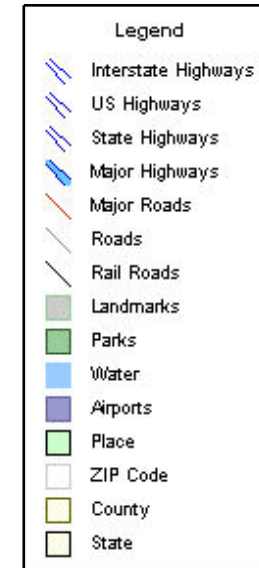 Legend
Interstate Highways
US Highways
State Highways
Major Highways
Major Roads
Roads
Rail Roads
Landmarks
Parks
Water
Airports
Place
ZIP Code
County
State